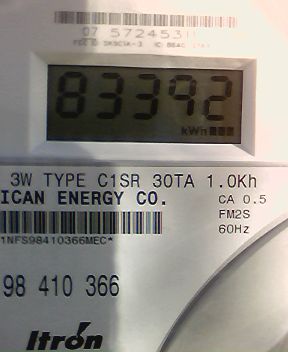 07 5724531
83392
kWh
3W TYPE C1SR 30TA 1.0Kh
ICAN ENERGY CO.
CA 0.5
FM2S
60Hz
1NFS98410366MEC*
98 410 366
Itron